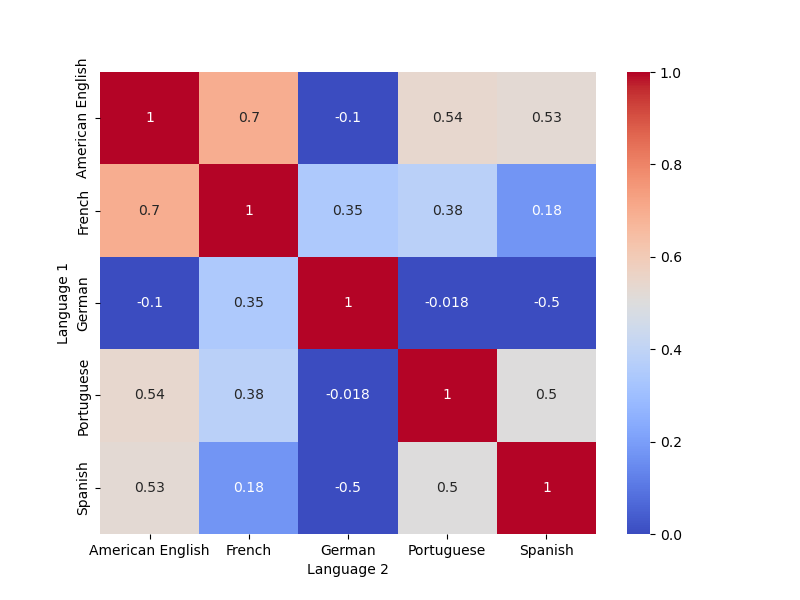 American English
1
0.7
-0.1
0.54
0.53
French
0.7
1
0.35
0.38
0.18
Language 1
German
-0.1
0.35
1
-0.018
-0.5
Portuguese
0.54
0.38
-0.018
1
0.5
Spanish
0.53
0.18
-0.5
0.5
1
American English
French
German
Portuguese
Spanish
Language 2
1.0
0.8
0.6
0.4
0.2
0.0